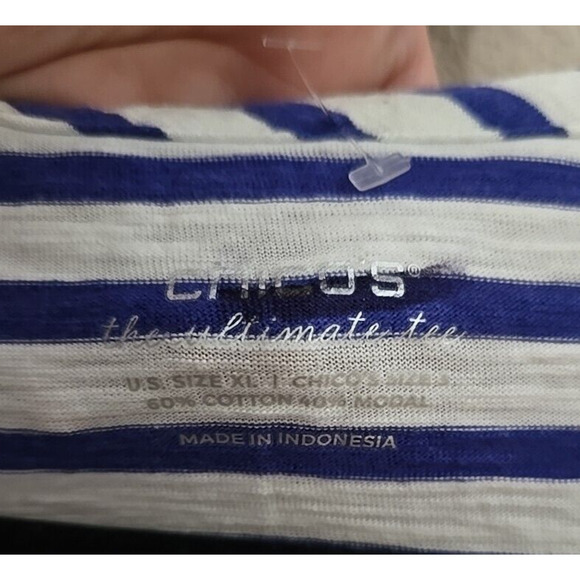 CHICO'S®
the ultimate tee
U.S. SIZE XL | CHICO'S SIZE 3
60% COTTON 40% MODAL
MADE IN INDONESIA